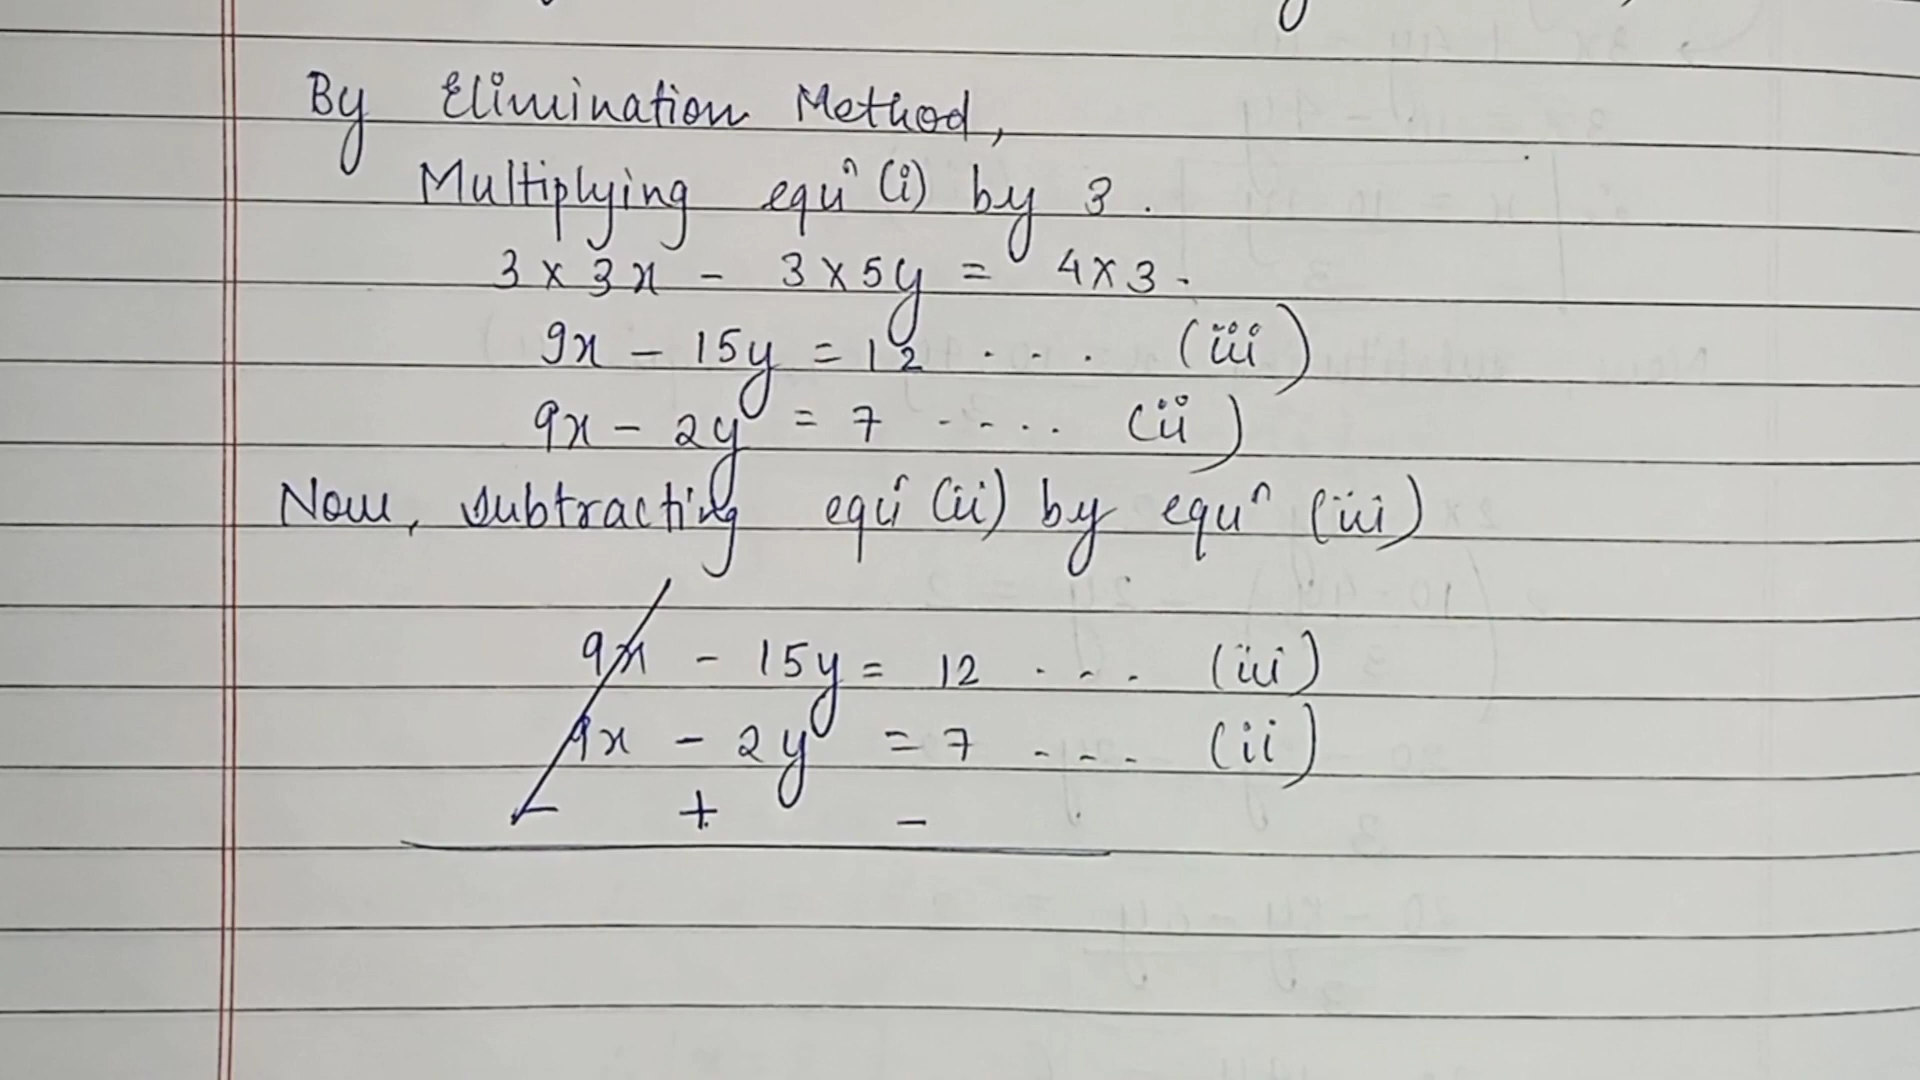 By Elimination Method,
Multiplying equⁿ (i) by 3.
3 × 3x - 3 × 5y = 4 × 3.
9x - 15y = 12 .... (iii)
9x - 2y = 7 .... (ii)
Now, subtracting equⁿ (ii) by equⁿ (iii)
9x - 15y = 12 ... (iii)
9x - 2y = 7 .... (ii)
- + -